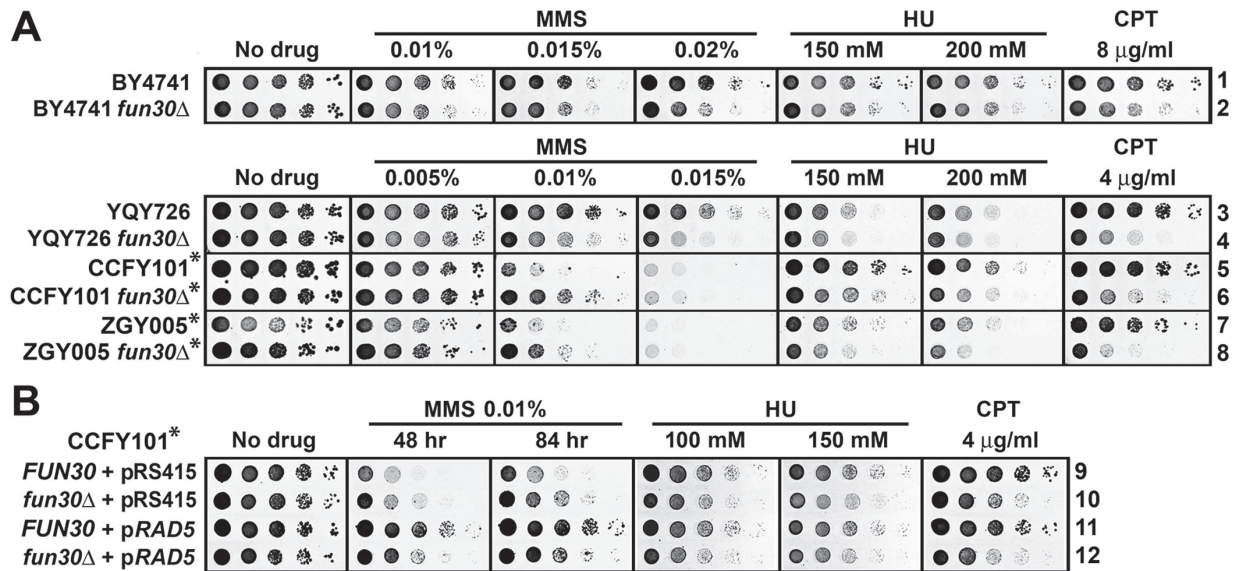 A
MMS HU CPT
No drug 0.01% 0.015% 0.02% 150 mM 200 mM 8 µg/ml
BY4741 1
BY4741 fun30Δ 2
MMS HU CPT
No drug 0.005% 0.01% 0.015% 150 mM 200 mM 4 µg/ml
YQY726 3
YQY726 fun30Δ 4
CCFY101* 5
CCFY101 fun30Δ* 6
ZGY005* 7
ZGY005 fun30Δ* 8
B
MMS 0.01% HU CPT
CCFY101* No drug 48 hr 84 hr 100 mM 150 mM 4 µg/ml
FUN30 + pRS415 9
fun30Δ + pRS415 10
FUN30 + pRAD5 11
fun30Δ + pRAD5 12